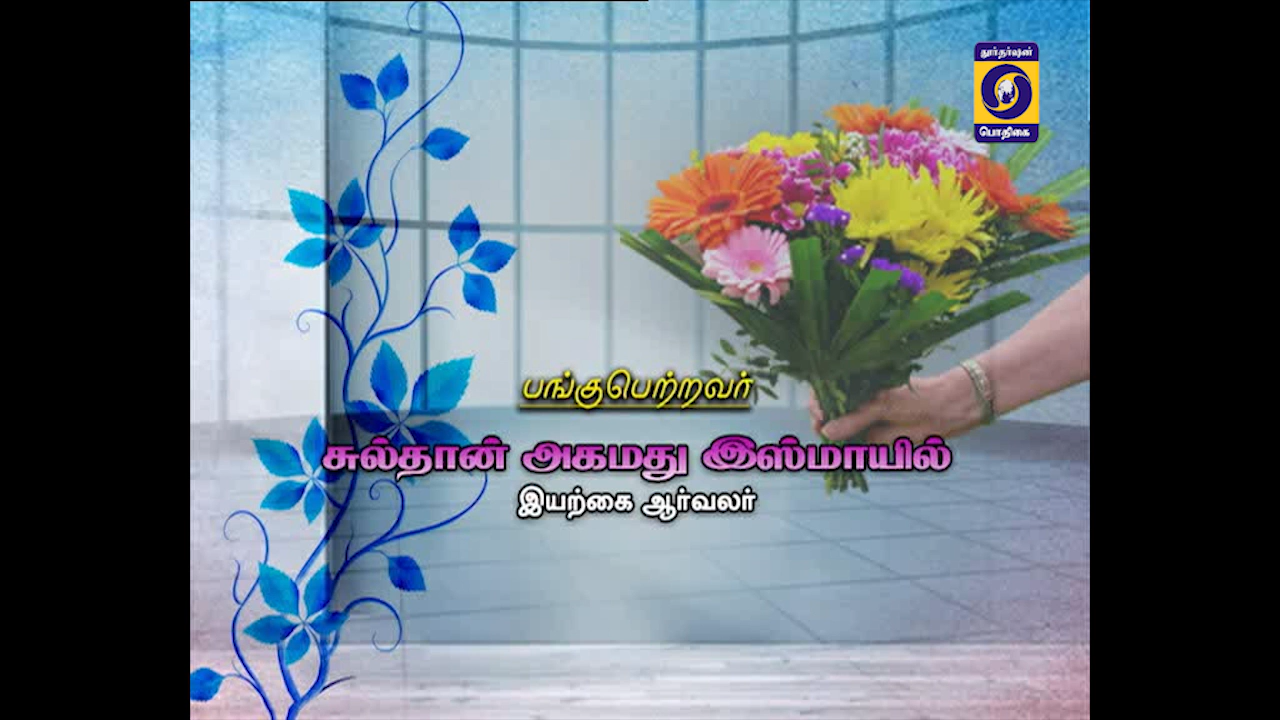 தூர்தர்ஷன்
பொதிகை
பங்குபெற்றவர்
சுல்தான் அகமது இஸ்மாயில்
இயற்கை ஆர்வலர்